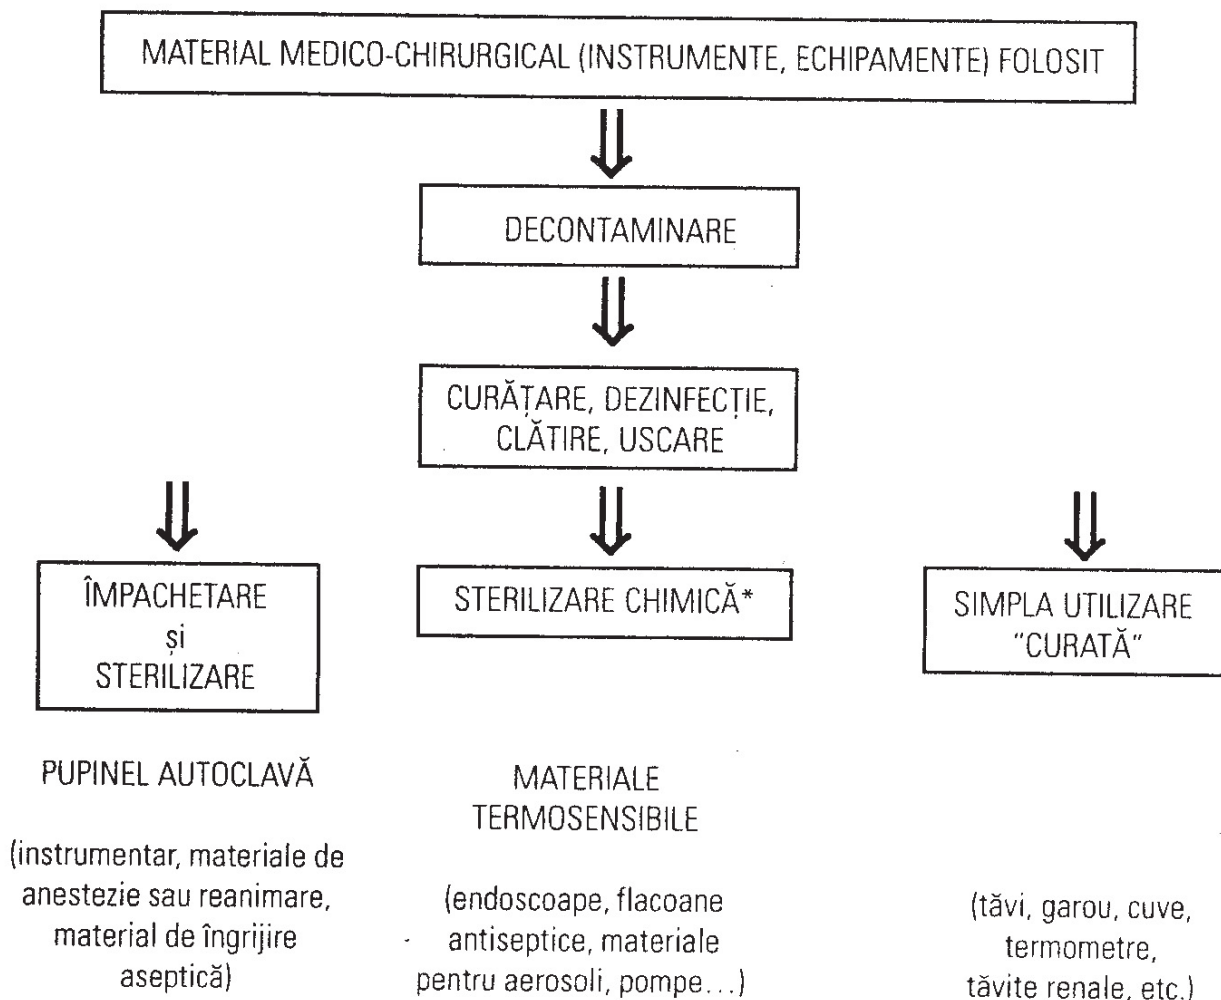 MATERIAL MEDICO-CHIRURGICAL (INSTRUMENTE, ECHIPAMENTE) FOLOSIT
DECONTAMINARE
CURĂȚARE, DEZINFECȚIE,
CLĂTIRE, USCARE
ÎMPACHETARE
și
STERILIZARE
STERILIZARE CHIMICĂ*
SIMPLA UTILIZARE
"CURATĂ"
PUPINEL AUTOCLAVĂ
(instrumentar, materiale de
anestezie sau reanimare,
material de îngrijire
aseptică)
MATERIALE
TERMOSENSIBILE
(endoscoape, flacoane
antiseptice, materiale
pentru aerosoli, pompe...)
(tăvi, garou, cuve,
termometre,
tăvite renale, etc.)